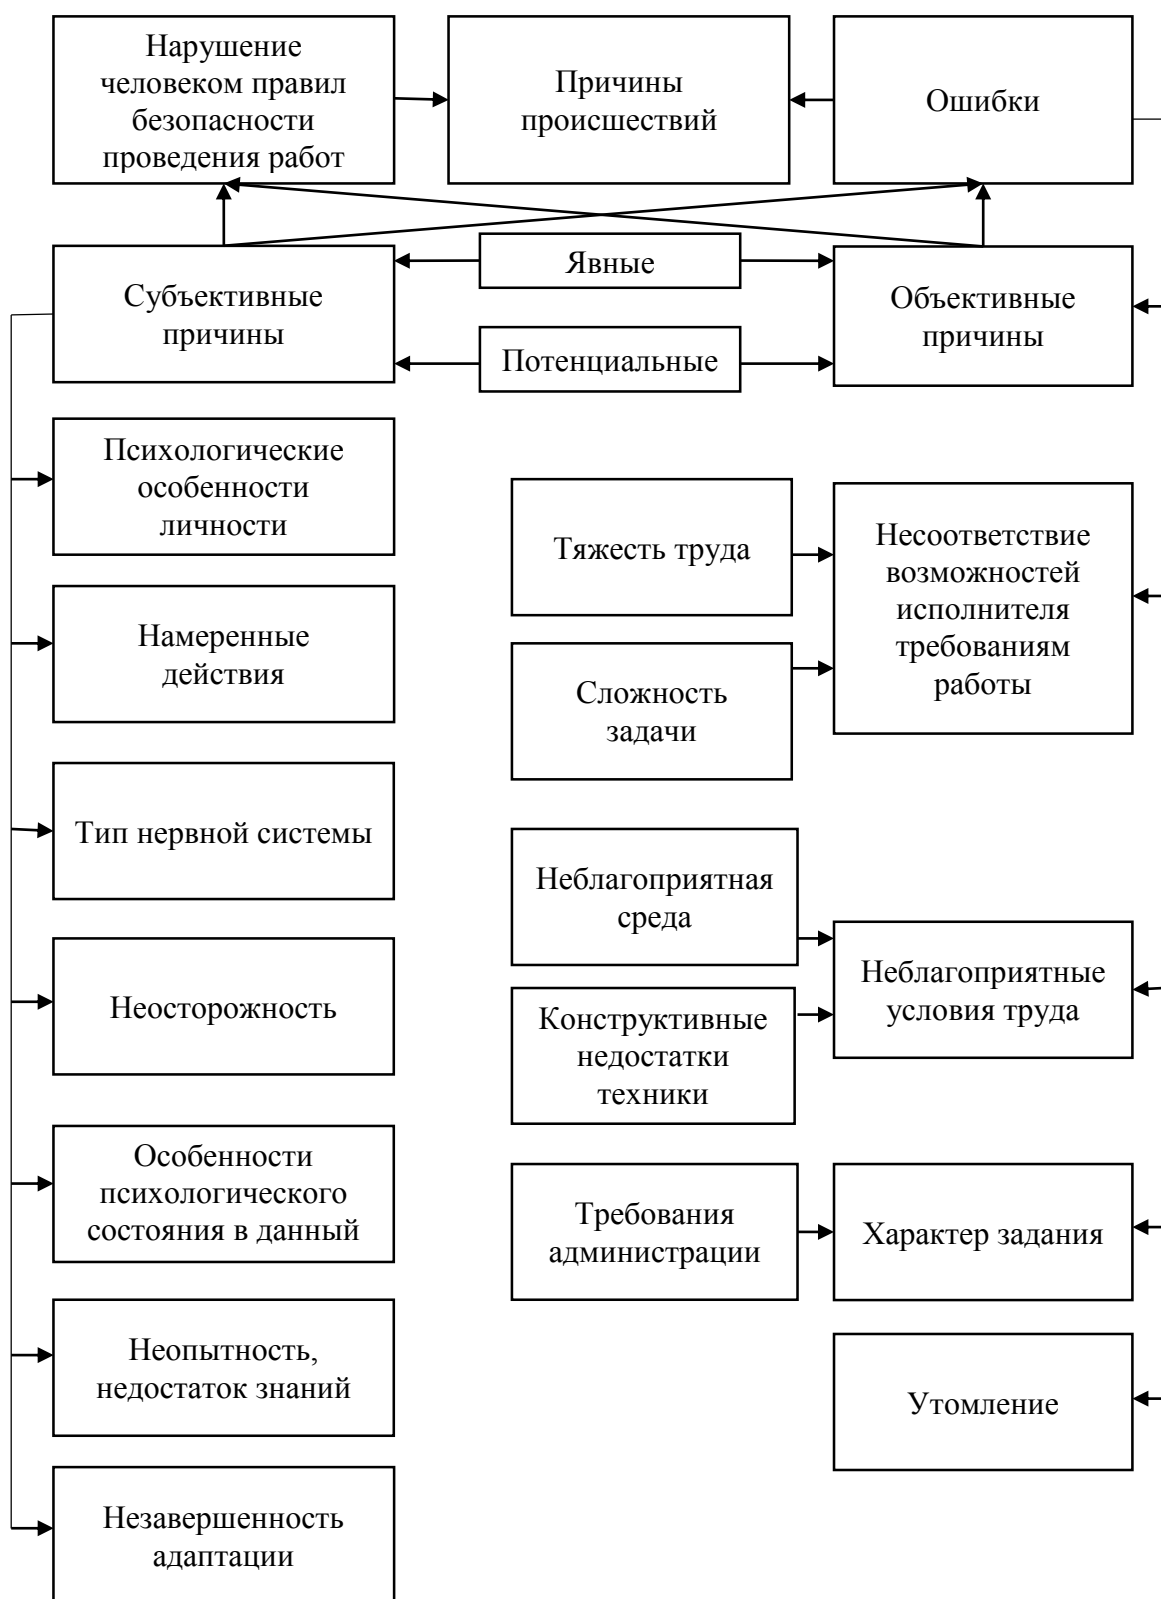 Нарушение
человеком правил
безопасности
проведения работ
Причины
происшествий
Ошибки
Субъективные
причины
Явные
Потенциальные
Объективные
причины
Психологические
особенности
личности
Намеренные
действия
Тип нервной системы
Неосторожность
Особенности
психологического
состояния в данный
Неопытность,
недостаток знаний
Незавершенность
адаптации
Тяжесть труда
Сложность
задачи
Несоответствие
возможностей
исполнителя
требованиям
работы
Неблагоприятная
среда
Конструктивные
недостатки
техники
Неблагоприятные
условия труда
Требования
администрации
Характер задания
Утомление